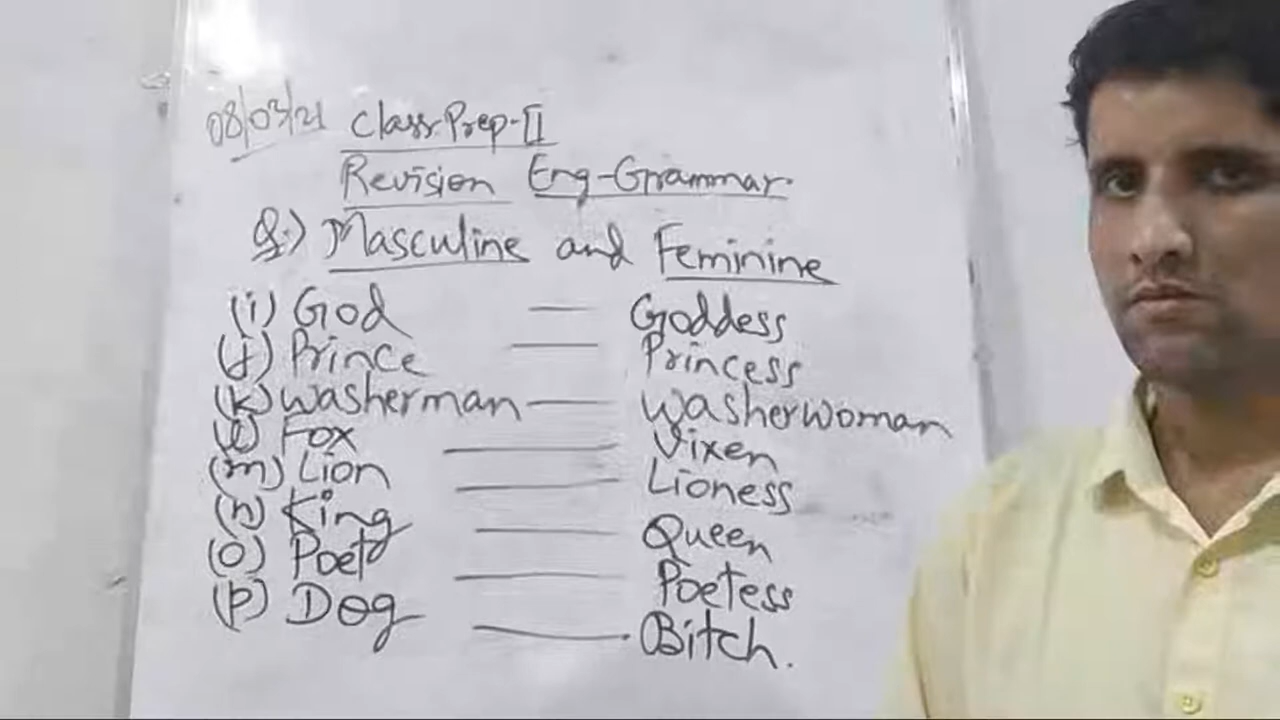 08/03/21 Class Prep-II
Revision Eng-Grammar
Q.) Masculine and Feminine
(i) God — Goddess
(j) Prince — Princess
(k) Washerman — Washerwoman
(l) Fox — Vixen
(m) Lion — Lioness
(n) King — Queen
(o) Poet — Poetess
(p) Dog — Bitch.